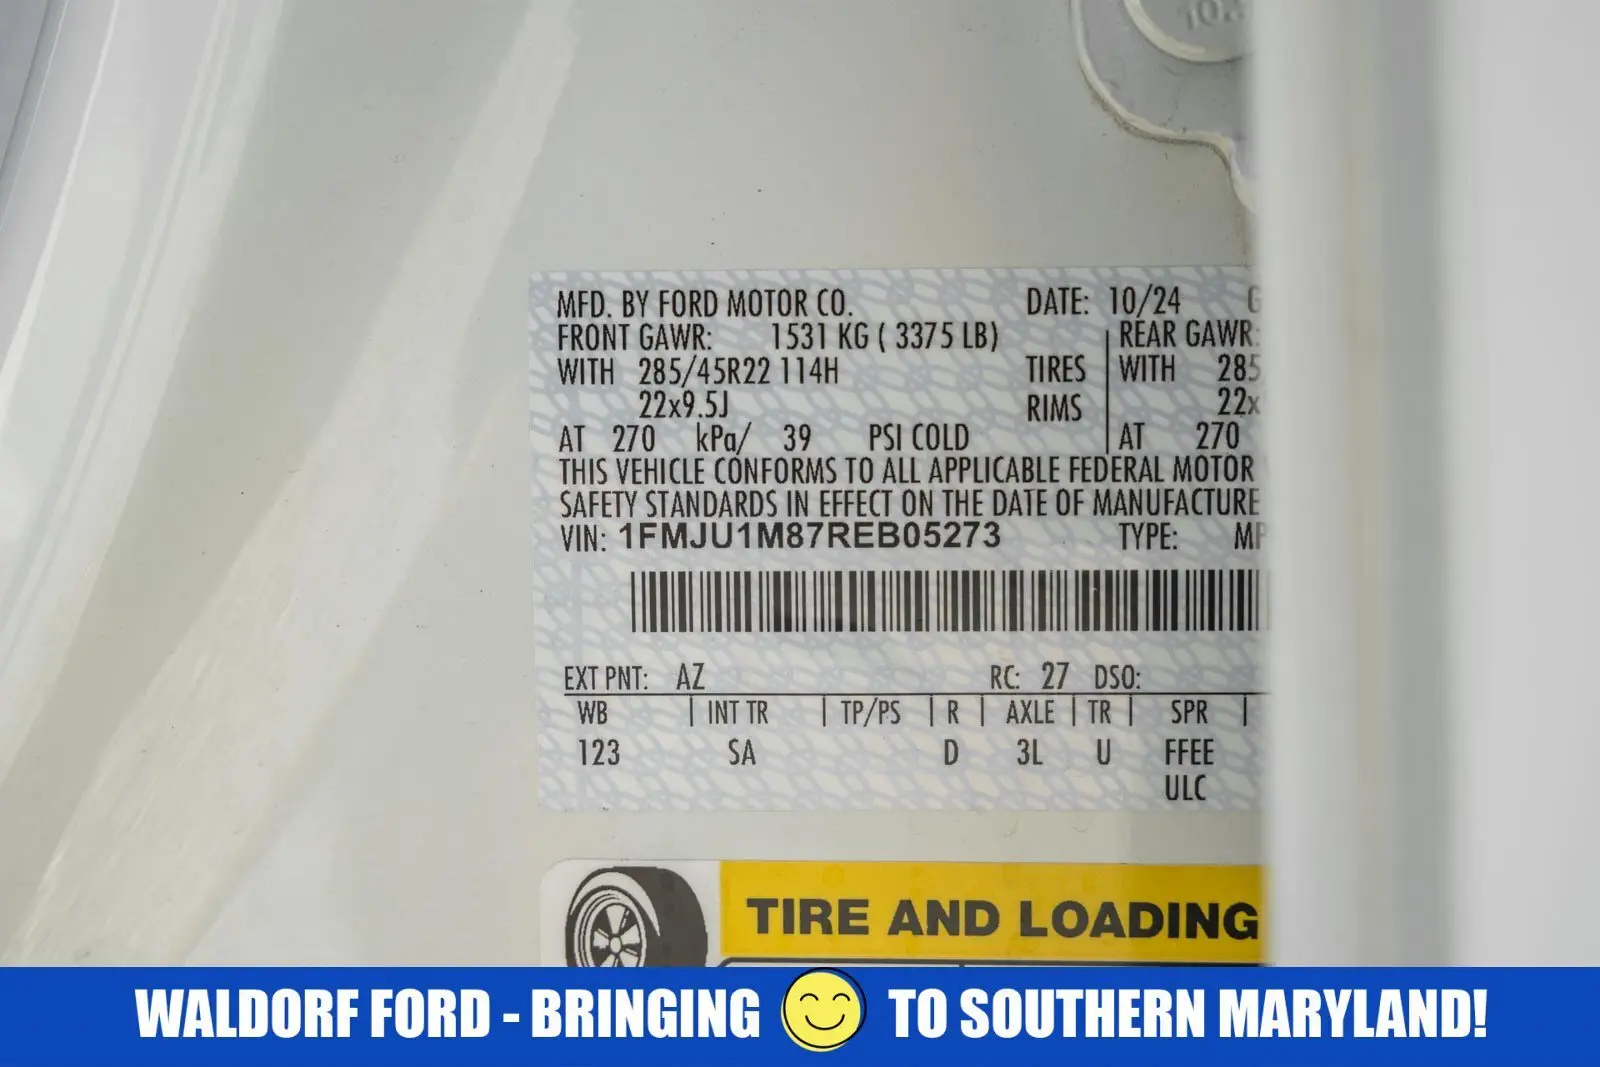 MFD. BY FORD MOTOR CO. DATE: 10/24
FRONT GAWR: 1531 KG ( 3375 LB) REAR GAWR:
WITH 285/45R22 114H TIRES WITH 285
22x9.5J RIMS 22x
AT 270 kPa/ 39 PSI COLD AT 270
THIS VEHICLE CONFORMS TO ALL APPLICABLE FEDERAL MOTOR
SAFETY STANDARDS IN EFFECT ON THE DATE OF MANUFACTURE
VIN: 1FMJU1M87REB05273 TYPE: MP
EXT PNT: AZ RC: 27 DSO:
WB | INT TR | TP/PS | R | AXLE | TR | SPR |
123 SA D 3L U FFEE
ULC
TIRE AND LOADING
WALDORF FORD - BRINGING TO SOUTHERN MARYLAND!